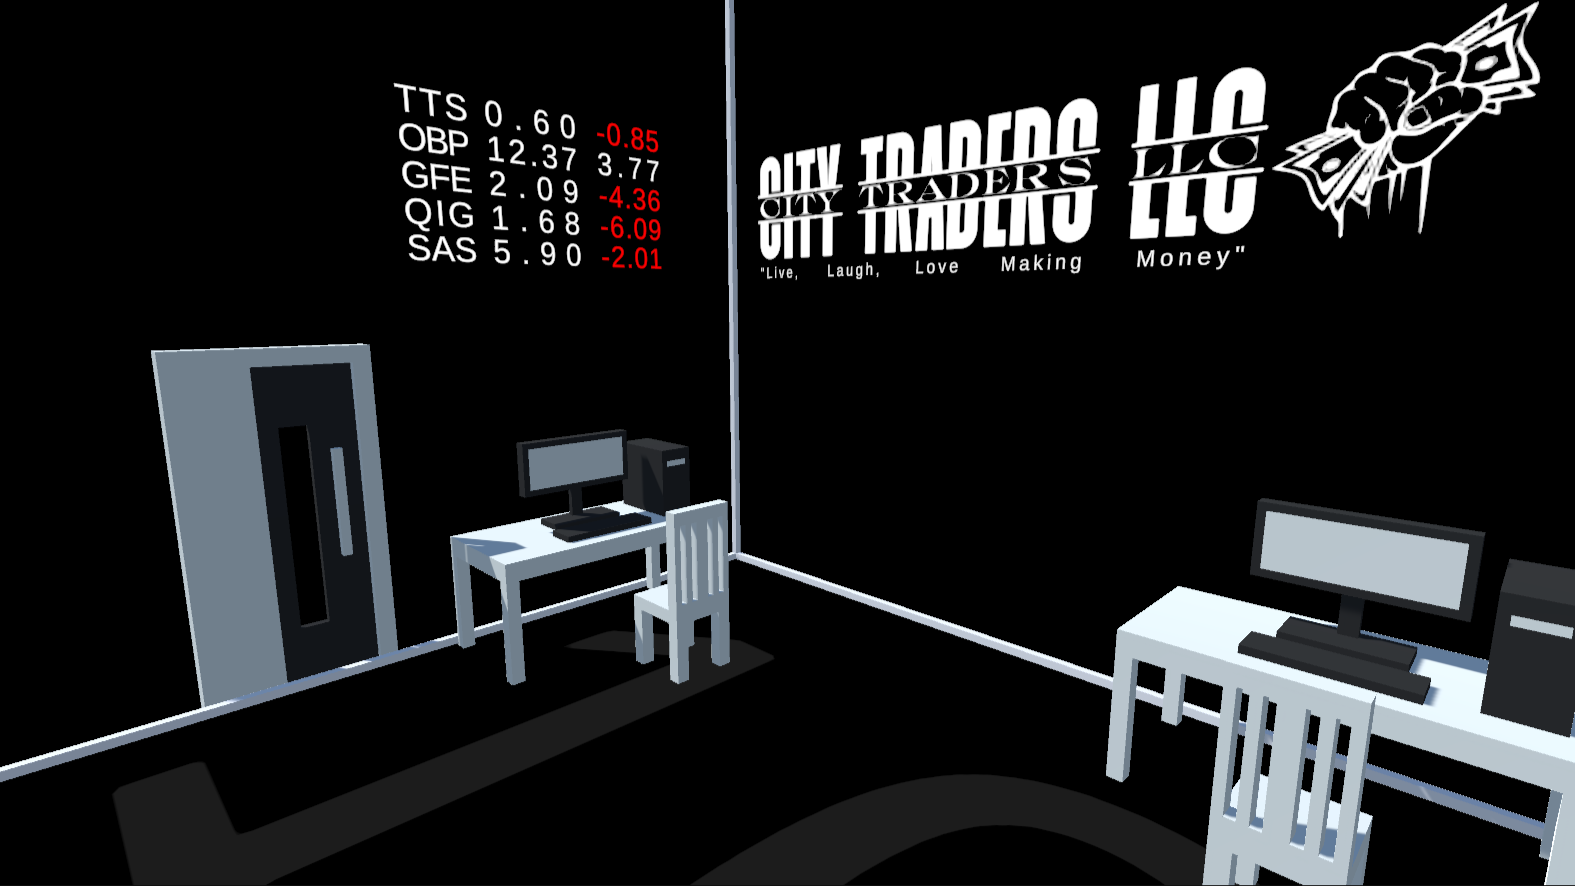 TTS 0.60 -0.85
OBP 12.37 3.77
GFE 2.09 -4.36
QIG 1.68 -6.09
SAS 5.90 -2.01
CITY TRADERS LLC
CITY TRADERS LLC
"Live, Laugh, Love Making Money"